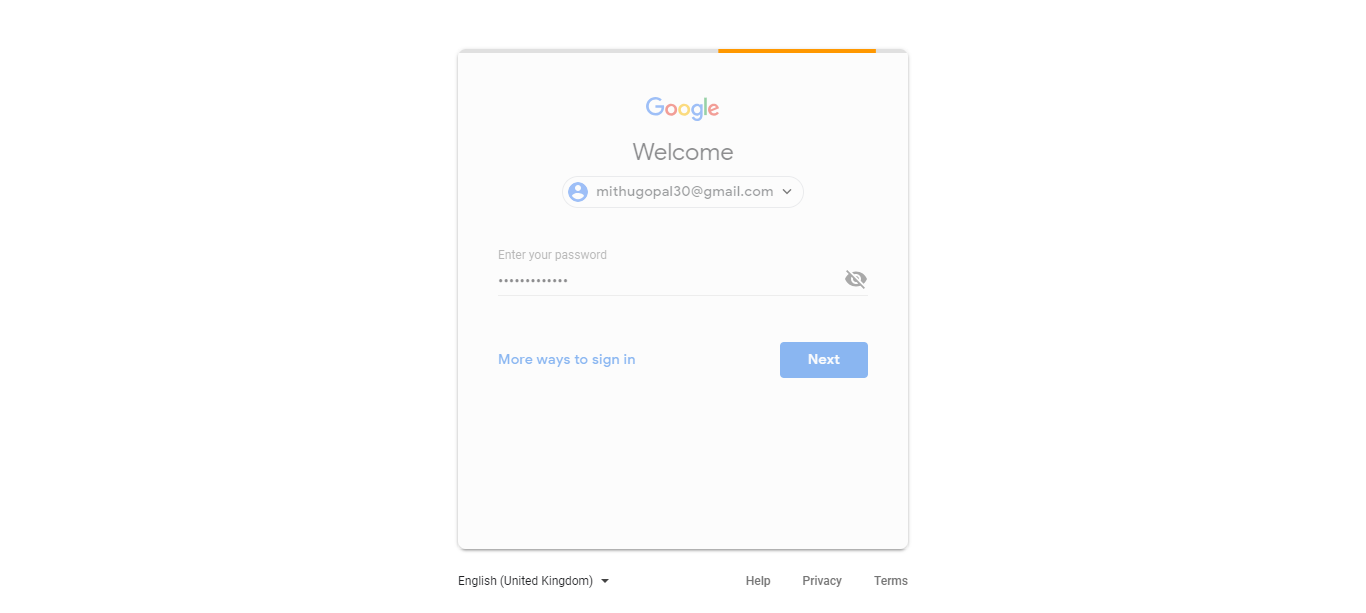 Google
Welcome
mithugopal30@gmail.com
Enter your password
•••••••••••••
More ways to sign in
Next
English (United Kingdom)
Help
Privacy
Terms